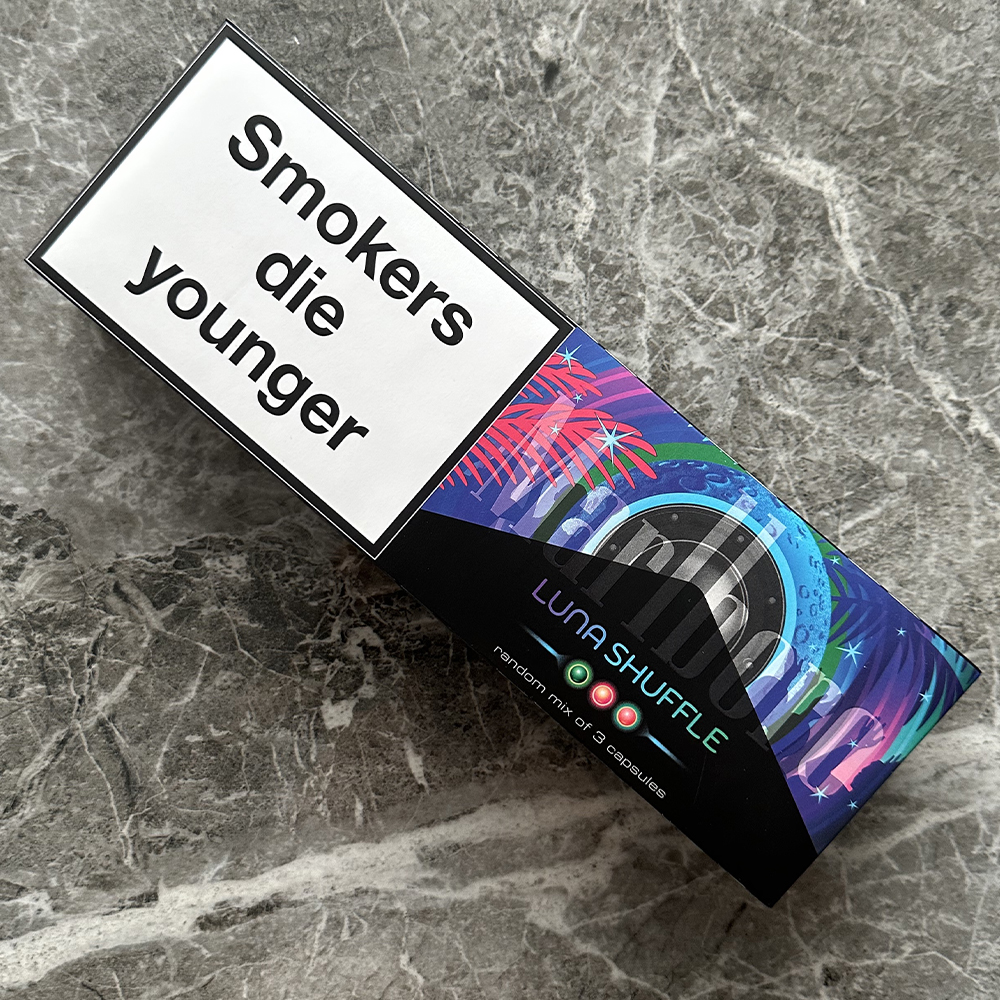 Smokers
die
younger
Marlboro
LUNA SHUFFLE
random mix of 3 capsules